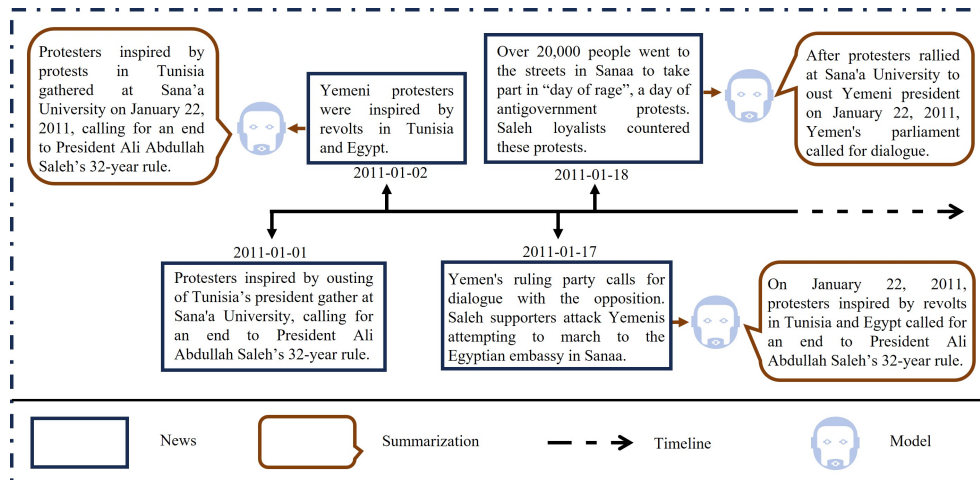 Protesters inspired by
protests in Tunisia
gathered at Sana’a
University on January 22,
2011, calling for an end
to President Ali Abdullah
Saleh’s 32-year rule.
Yemeni protesters
were inspired by
revolts in Tunisia
and Egypt.
2011-01-02
Over 20,000 people went to
the streets in Sanaa to take
part in “day of rage”, a day of
antigovernment protests.
Saleh loyalists countered
these protests.
2011-01-18
After protesters rallied
at Sana'a University to
oust Yemeni president
on January 22, 2011,
Yemen's parliament
called for dialogue.
2011-01-01
Protesters inspired by ousting
of Tunisia’s president gather at
Sana'a University, calling for
an end to President Ali
Abdullah Saleh’s 32-year rule.
2011-01-17
Yemen's ruling party calls for
dialogue with the opposition.
Saleh supporters attack Yemenis
attempting to march to the
Egyptian embassy in Sanaa.
On January 22, 2011,
protesters inspired by revolts
in Tunisia and Egypt called for
an end to President Ali
Abdullah Saleh’s 32-year rule.
News
Summarization
Timeline
Model